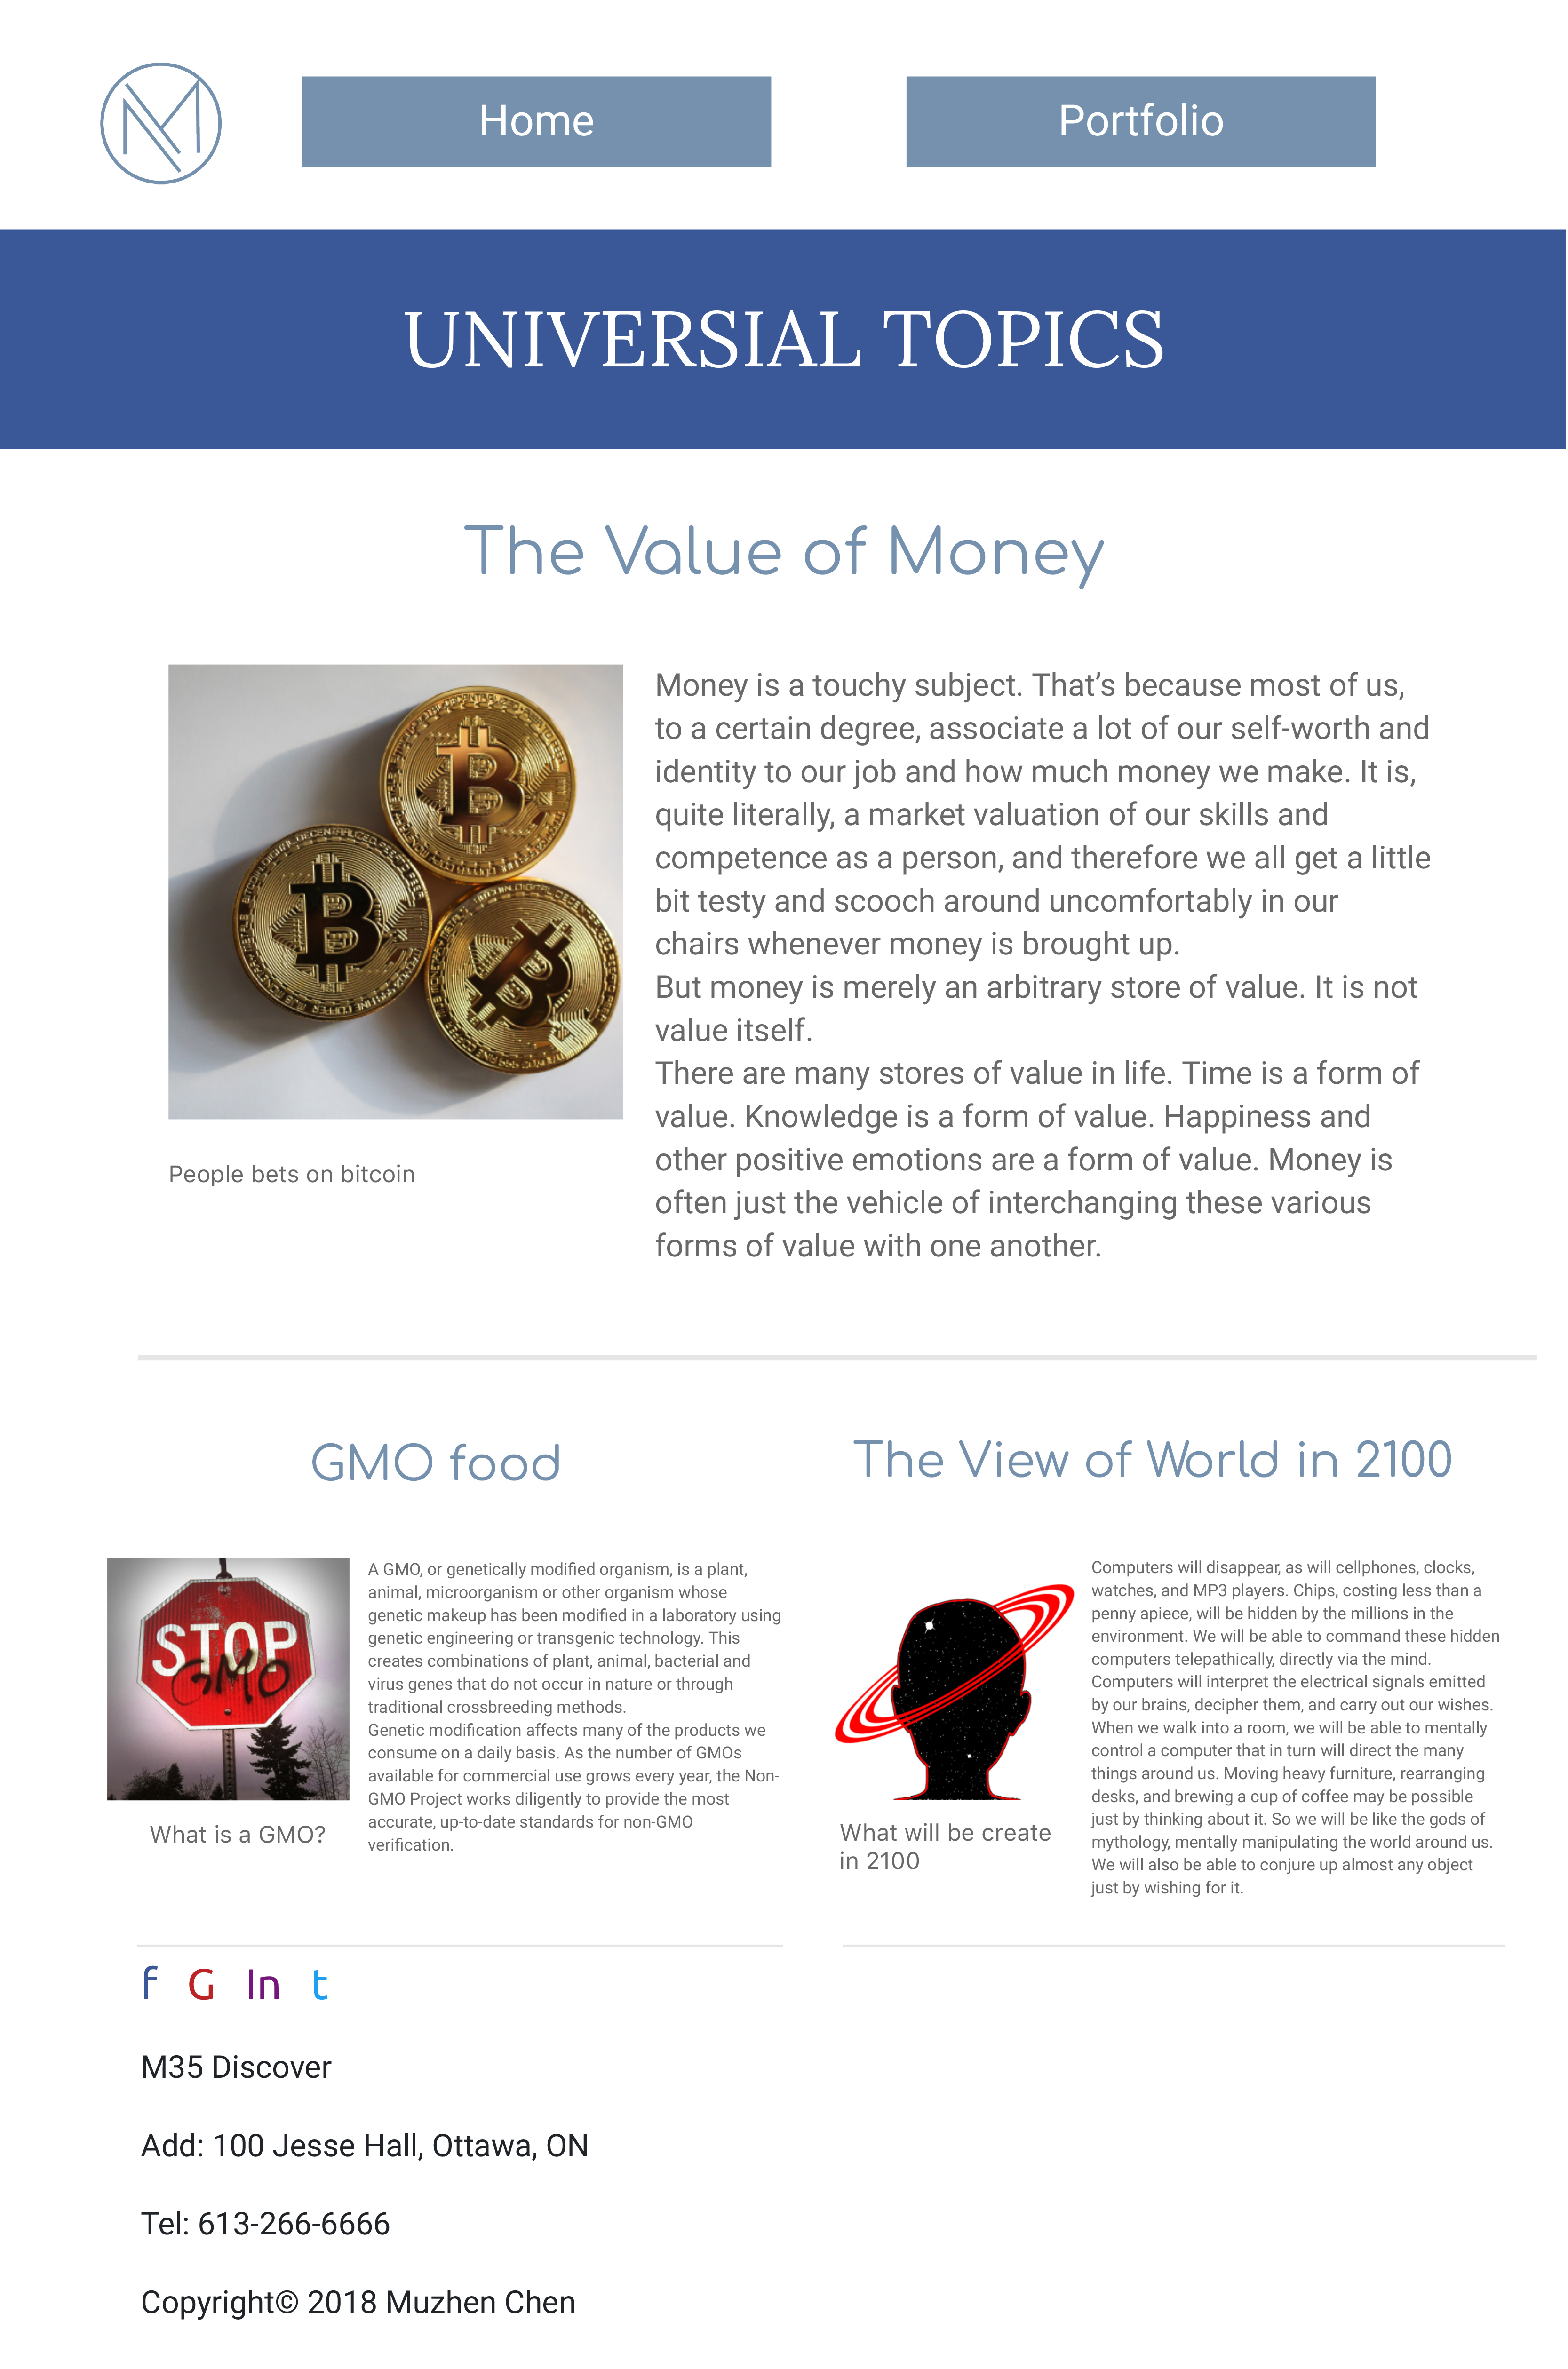 Home
Portfolio
UNIVERSIAL TOPICS
The Value of Money
Money is a touchy subject. That’s because most of us,
to a certain degree, associate a lot of our self-worth and
identity to our job and how much money we make. It is,
quite literally, a market valuation of our skills and
competence as a person, and therefore we all get a little
bit testy and scooch around uncomfortably in our
chairs whenever money is brought up.
But money is merely an arbitrary store of value. It is not
value itself.
There are many stores of value in life. Time is a form of
value. Knowledge is a form of value. Happiness and
other positive emotions are a form of value. Money is
often just the vehicle of interchanging these various
forms of value with one another.
People bets on bitcoin
GMO food
STOP
GMO
What is a GMO?
A GMO, or genetically modified organism, is a plant,
animal, microorganism or other organism whose
genetic makeup has been modified in a laboratory using
genetic engineering or transgenic technology. This
creates combinations of plant, animal, bacterial and
virus genes that do not occur in nature or through
traditional crossbreeding methods.
Genetic modification affects many of the products we
consume on a daily basis. As the number of GMOs
available for commercial use grows every year, the Non-
GMO Project works diligently to provide the most
accurate, up-to-date standards for non-GMO
verification.
The View of World in 2100
What will be create
in 2100
Computers will disappear, as will cellphones, clocks,
watches, and MP3 players. Chips, costing less than a
penny apiece, will be hidden by the millions in the
environment. We will be able to command these hidden
computers telepathically, directly via the mind.
Computers will interpret the electrical signals emitted
by our brains, decipher them, and carry out our wishes.
When we walk into a room, we will be able to mentally
control a computer that in turn will direct the many
things around us. Moving heavy furniture, rearranging
desks, and brewing a cup of coffee may be possible
just by thinking about it. So we will be like the gods of
mythology, mentally manipulating the world around us.
We will also be able to conjure up almost any object
just by wishing for it.
f G In t
M35 Discover
Add: 100 Jesse Hall, Ottawa, ON
Tel: 613-266-6666
Copyright© 2018 Muzhen Chen